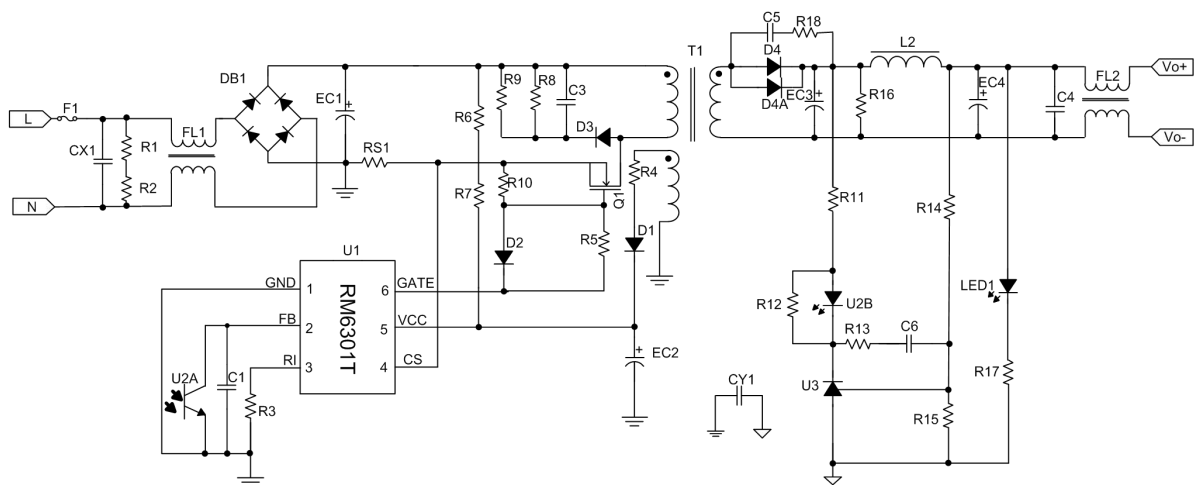 C5
R18
T1
D4
L2
D4A
EC3
R16
EC4
C4
FL2
Vo+
Vo-
DB1
EC1
R9
R8
C3
D3
L
F1
CX1
R1
R2
FL1
N
RS1
R6
R7
R10
Q1
R4
R5
D2
D1
R11
R14
U1
RM6301T
GND
1
FB
2
RI
3
6
GATE
5
VCC
4
CS
EC2
U2A
C1
R3
CY1
R12
U2B
R13
C6
U3
R15
LED1
R17